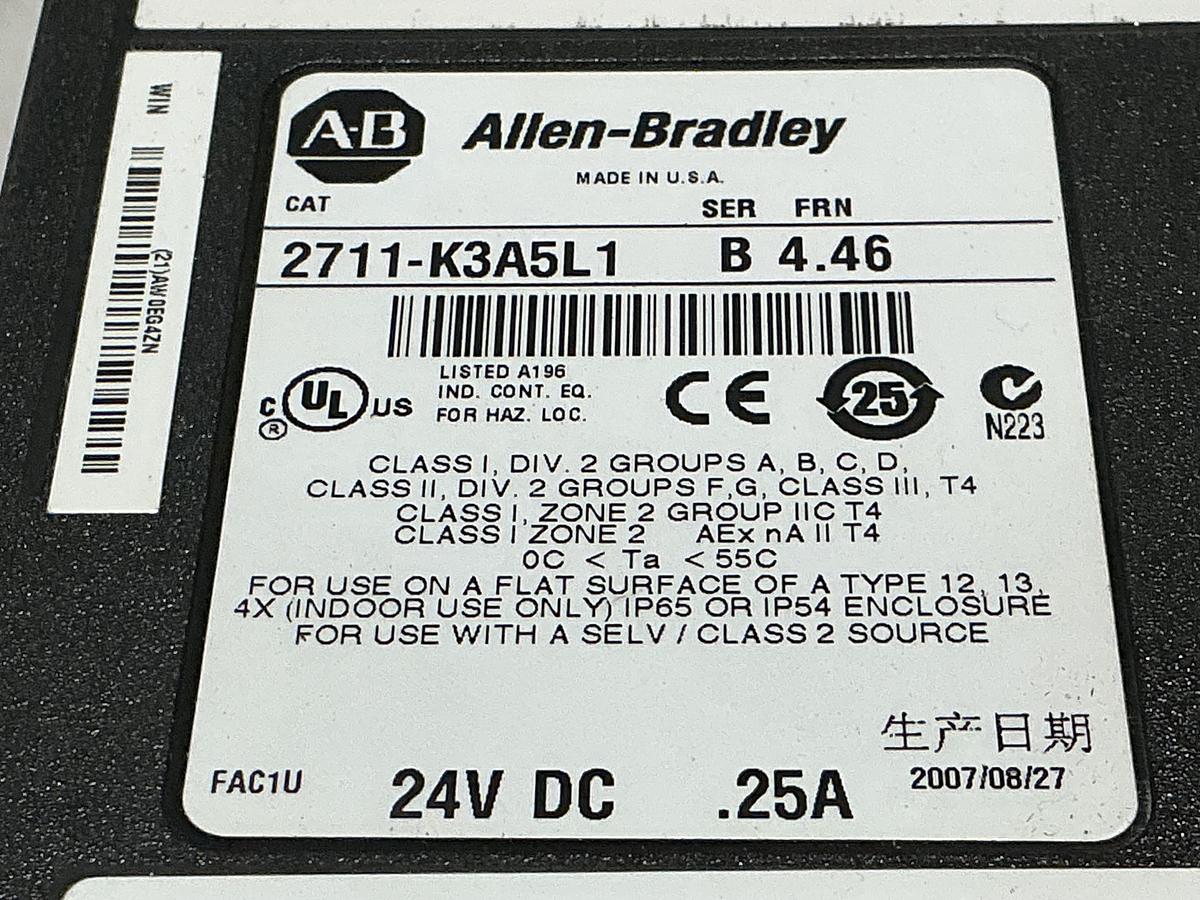 WIN
(21)AW0EG4ZN
A-B Allen-Bradley
MADE IN U.S.A.
CAT SER FRN
2711-K3A5L1 B 4.46
C UL US ®
LISTED A196
IND. CONT. EQ.
FOR HAZ. LOC.
CE
25
N223
CLASS I, DIV. 2 GROUPS A, B, C, D,
CLASS II, DIV. 2 GROUPS F,G, CLASS III, T4
CLASS I, ZONE 2 GROUP IIC T4
CLASS I ZONE 2 AEx nA II T4
0C < Ta < 55C
FOR USE ON A FLAT SURFACE OF A TYPE 12, 13,
4X (INDOOR USE ONLY) IP65 OR IP54 ENCLOSURE
FOR USE WITH A SELV / CLASS 2 SOURCE
生产日期
FAC1U 24V DC .25A 2007/08/27